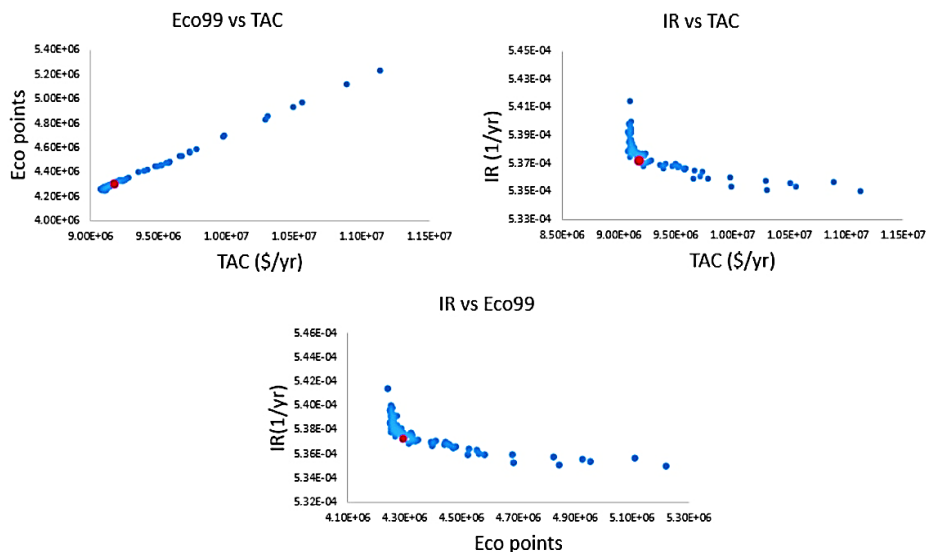 Eco99 vs TAC
Eco points
5.40E+06
5.20E+06
5.00E+06
4.80E+06
4.60E+06
4.40E+06
4.20E+06
4.00E+06
9.00E+06 9.50E+06 1.00E+07 1.05E+07 1.10E+07 1.15E+07
TAC ($/yr)
IR vs TAC
IR (1/yr)
5.45E-04
5.43E-04
5.41E-04
5.39E-04
5.37E-04
5.35E-04
5.33E-04
8.50E+06 9.00E+06 9.50E+06 1.00E+07 1.05E+07 1.10E+07 1.15E+07
TAC ($/yr)
IR vs Eco99
IR(1/yr)
5.46E-04
5.44E-04
5.42E-04
5.40E-04
5.38E-04
5.36E-04
5.34E-04
5.32E-04
4.10E+06 4.30E+06 4.50E+06 4.70E+06 4.90E+06 5.10E+06 5.30E+06
Eco points